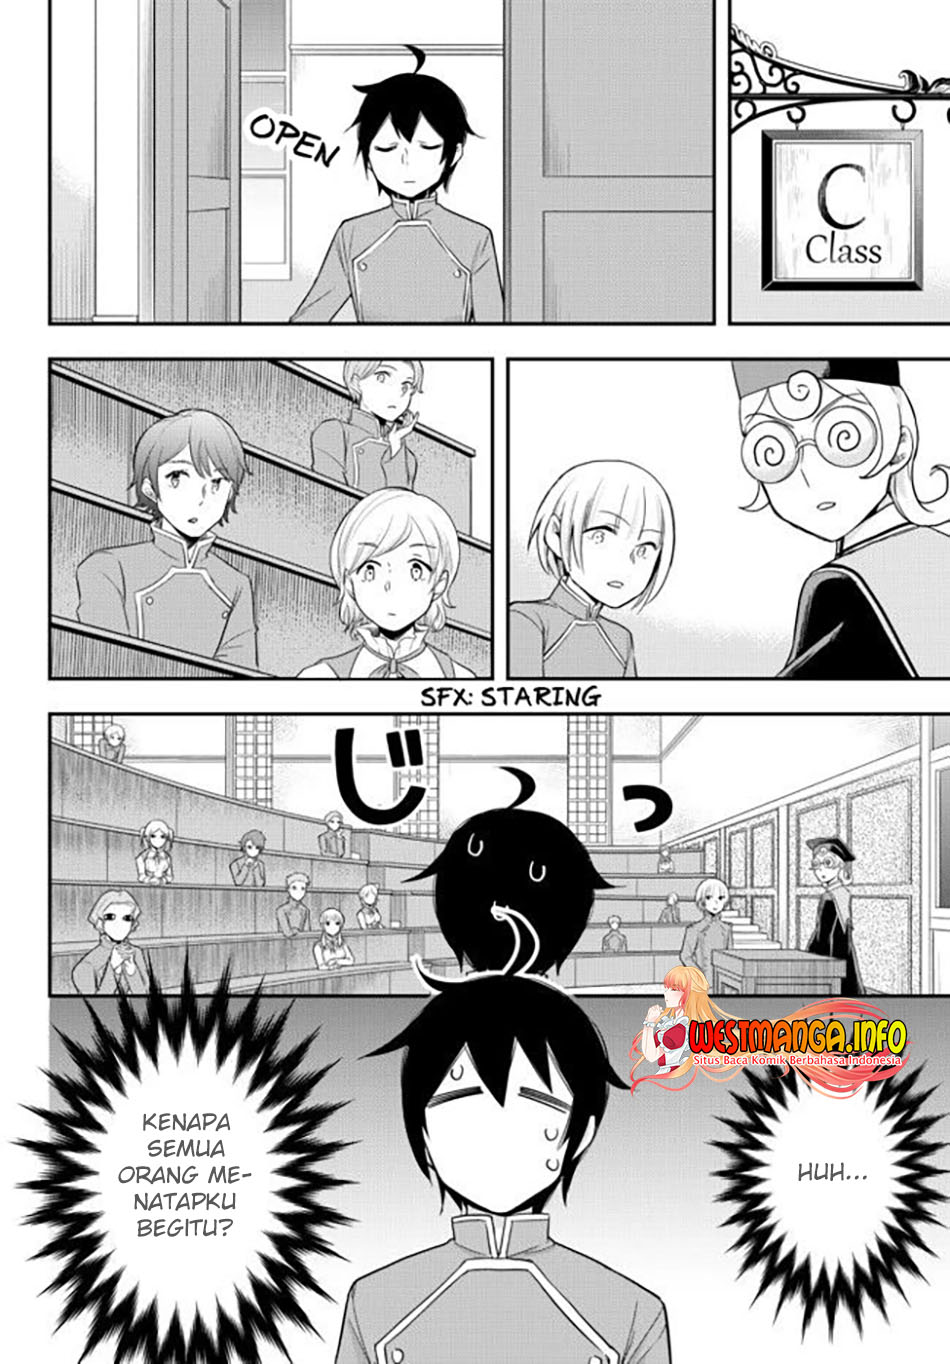 C
Class
OPEN
SFX: STARING
じっ
WESTMANGA.INFO
Situs Baca Komik Berbahasa Indonesia
HUH...
KENAPA
SEMUA
ORANG ME-
NATAPKU
BEGITU?